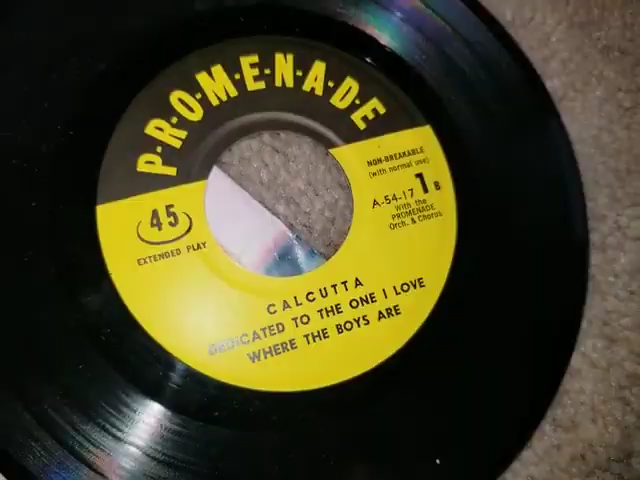 P·R·O·M·E·N·A·D·E
NON-BREAKABLE
(with normal use)
45
EXTENDED PLAY
1
A-54-17 B
With the
PROMENADE
Orch. & Chorus
CALCUTTA
DEDICATED TO THE ONE I LOVE
WHERE THE BOYS ARE